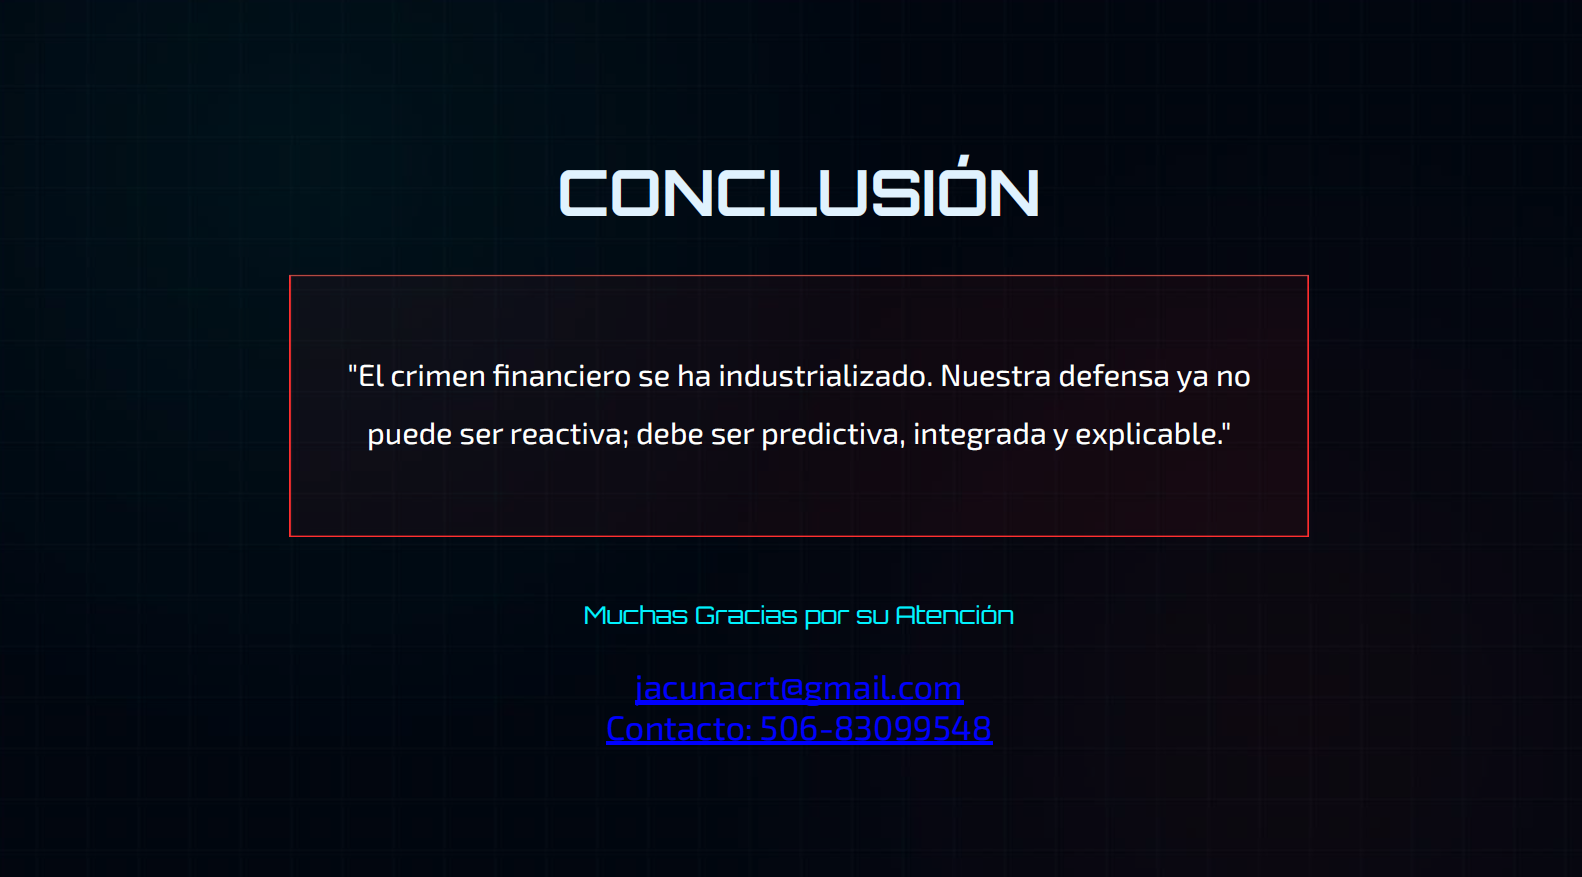 CONCLUSIÓN
"El crimen financiero se ha industrializado. Nuestra defensa ya no
puede ser reactiva; debe ser predictiva, integrada y explicable."
Muchas Gracias por su Atención
jacunacrt@gmail.com
Contacto: 506-83099548